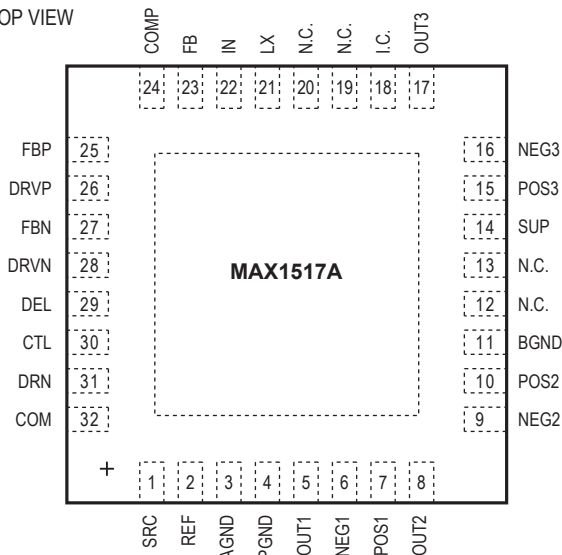 OP VIEW
COMP
FB
IN
LX
N.C.
N.C.
I.C.
OUT3
24 23 22 21 20 19 18 17
FBP 25
DRVP 26
FBN 27
DRVN 28
DEL 29
CTL 30
DRN 31
COM 32
MAX1517A
16 NEG3
15 POS3
14 SUP
13 N.C.
12 N.C.
11 BGND
10 POS2
9 NEG2
+
1 2 3 4 5 6 7 8
SRC
REF
AGND
PGND
OUT1
NEG1
POS1
OUT2